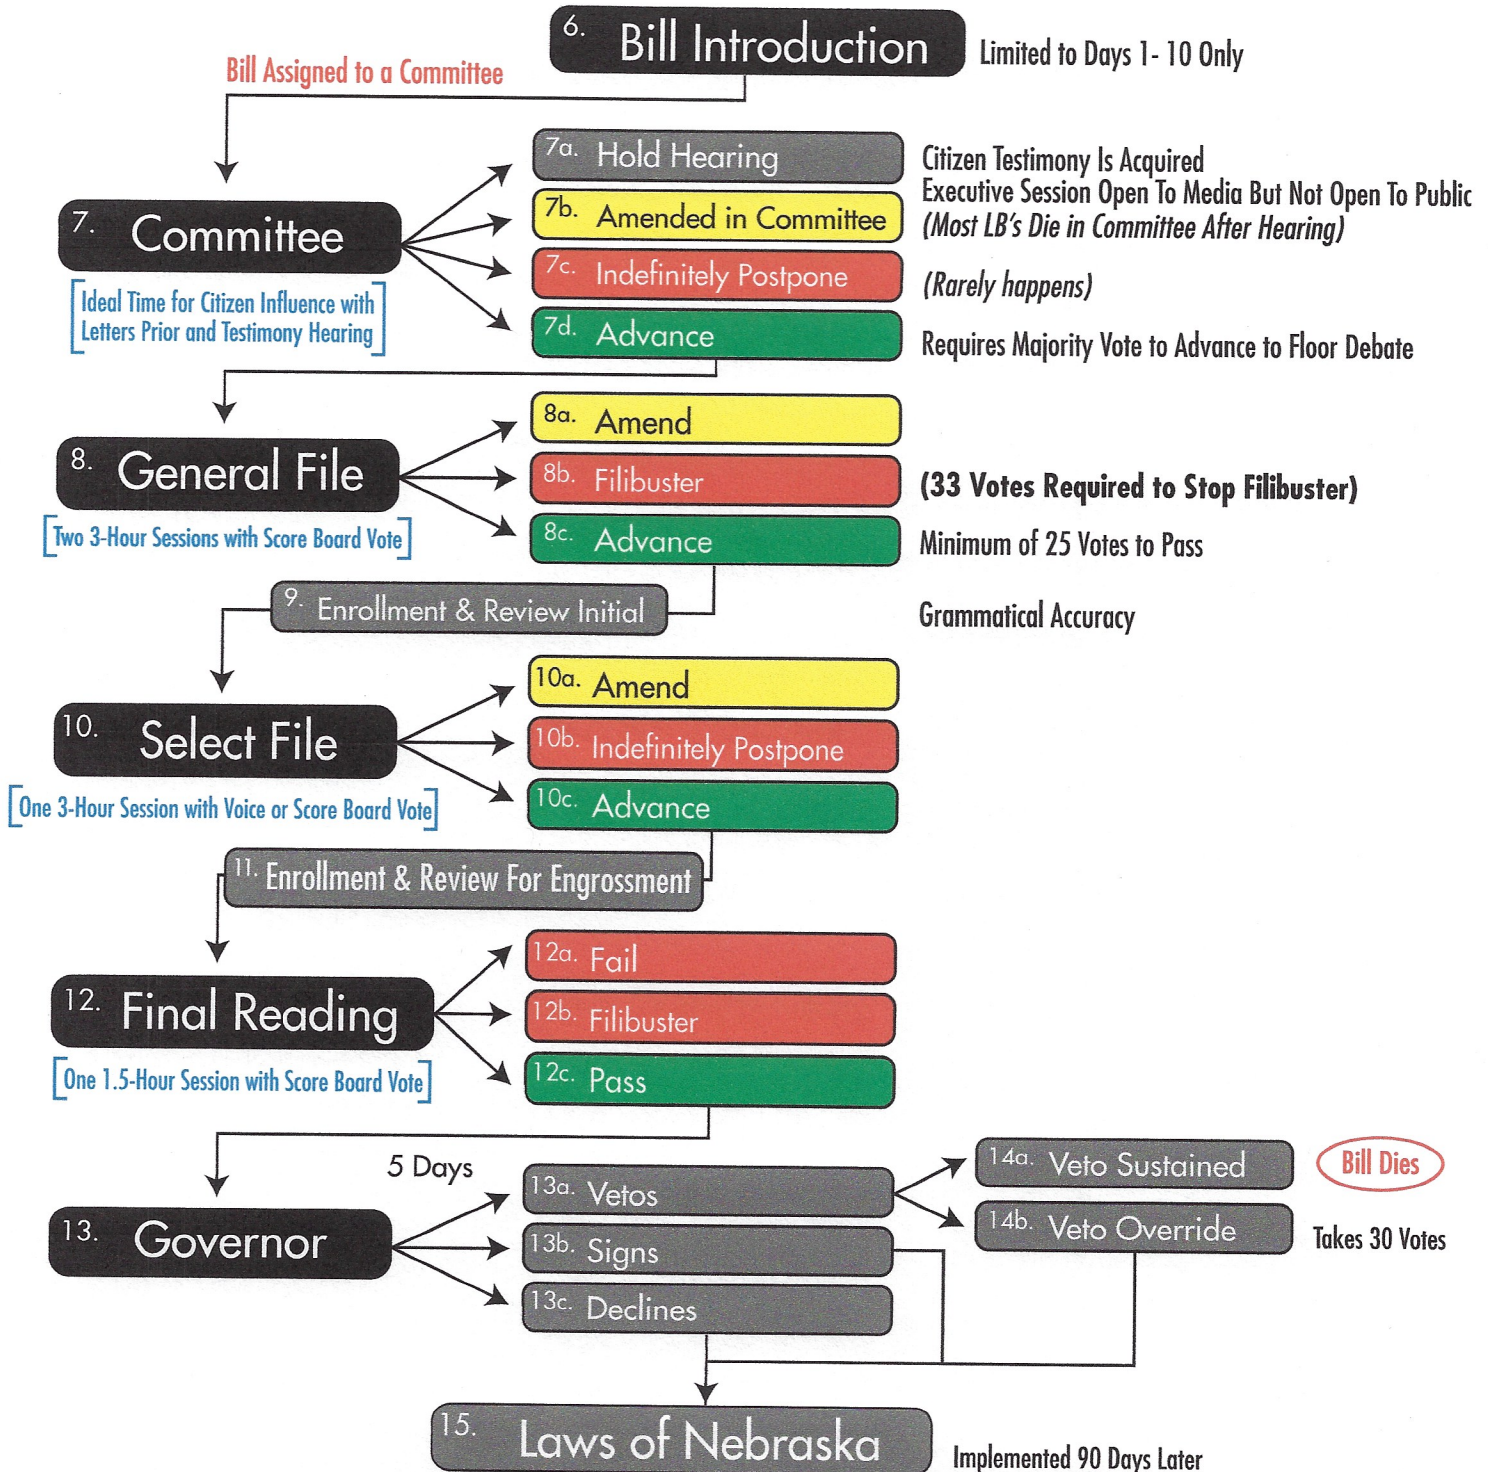 6. Bill Introduction
Limited to Days 1- 10 Only
Bill Assigned to a Committee
7. Committee
[Ideal Time for Citizen Influence with
Letters Prior and Testimony Hearing]
7a. Hold Hearing
Citizen Testimony Is Acquired
Executive Session Open To Media But Not Open To Public
7b. Amended in Committee
(Most LB's Die in Committee After Hearing)
7c. Indefinitely Postpone
(Rarely happens)
7d. Advance
Requires Majority Vote to Advance to Floor Debate
8. General File
[Two 3-Hour Sessions with Score Board Vote]
8a. Amend
8b. Filibuster
(33 Votes Required to Stop Filibuster)
8c. Advance
Minimum of 25 Votes to Pass
9. Enrollment & Review Initial
Grammatical Accuracy
10. Select File
[One 3-Hour Session with Voice or Score Board Vote]
10a. Amend
10b. Indefinitely Postpone
10c. Advance
11. Enrollment & Review For Engrossment
12. Final Reading
[One 1.5-Hour Session with Score Board Vote]
12a. Fail
12b. Filibuster
12c. Pass
5 Days
13. Governor
13a. Vetos
13b. Signs
13c. Declines
14a. Veto Sustained
Bill Dies
14b. Veto Override
Takes 30 Votes
15. Laws of Nebraska
Implemented 90 Days Later